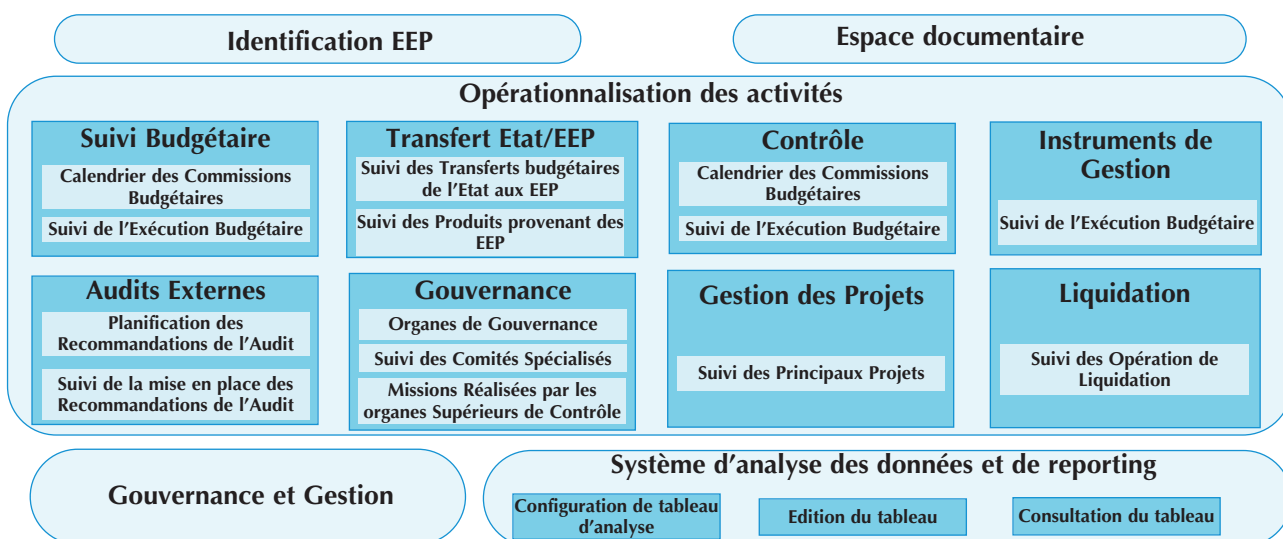 Identification EEP
Espace documentaire
Opérationnalisation des activités
Suivi Budgétaire
Calendrier des Commissions
Budgétaires
Suivi de l'Exécution Budgétaire
Transfert Etat/EEP
Suivi des Transferts budgétaires
de l'Etat aux EEP
Suivi des Produits provenant des
EEP
Contrôle
Calendrier des Commissions
Budgétaires
Suivi de l'Exécution Budgétaire
Instruments de
Gestion
Suivi de l'Exécution Budgétaire
Audits Externes
Planification des
Recommandations de l'Audit
Suivi de la mise en place des
Recommandations de l'Audit
Gouvernance
Organes de Gouvernance
Suivi des Comités Spécialisés
Missions Réalisées par les
organes Supérieurs de Contrôle
Gestion des Projets
Suivi des Principaux Projets
Liquidation
Suivi des Opération de
Liquidation
Gouvernance et Gestion
Système d'analyse des données et de reporting
Configuration de tableau
d'analyse
Edition du tableau
Consultation du tableau